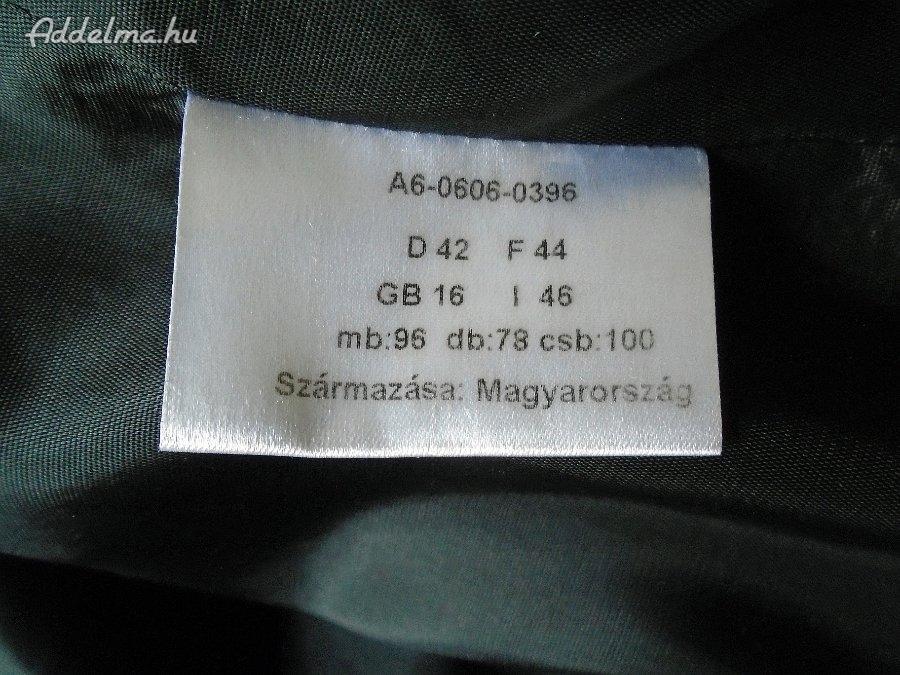 Addelma.hu
A6-0606-0396
D 42 F 44
GB 16 I 46
mb:96 db:78 csb:100
Származása: Magyarország